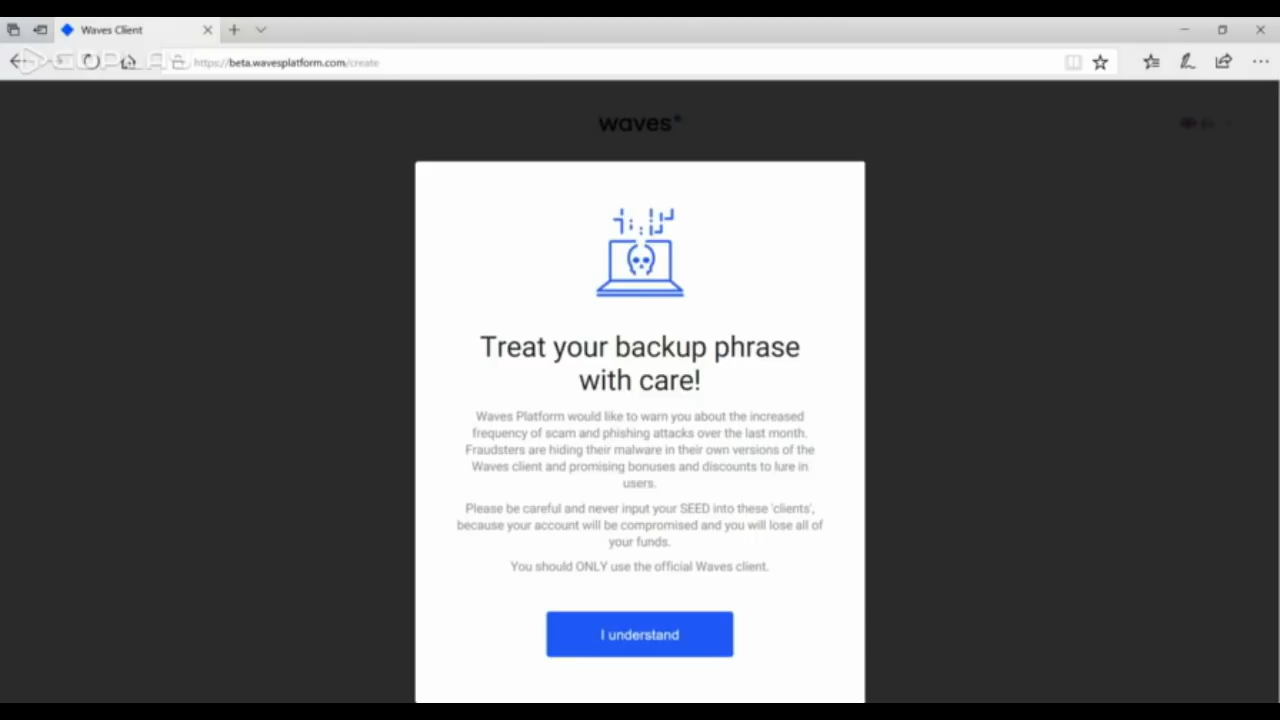 Waves Client
https://beta.wavesplatform.com/create
waves
Treat your backup phrase
with care!
Waves Platform would like to warn you about the increased
frequency of scam and phishing attacks over the last month.
Fraudsters are hiding their malware in their own versions of the
Waves client and promising bonuses and discounts to lure in
users.
Please be careful and never input your SEED into these 'clients',
because your account will be compromised and you will lose all of
your funds.
You should ONLY use the official Waves client.
I understand